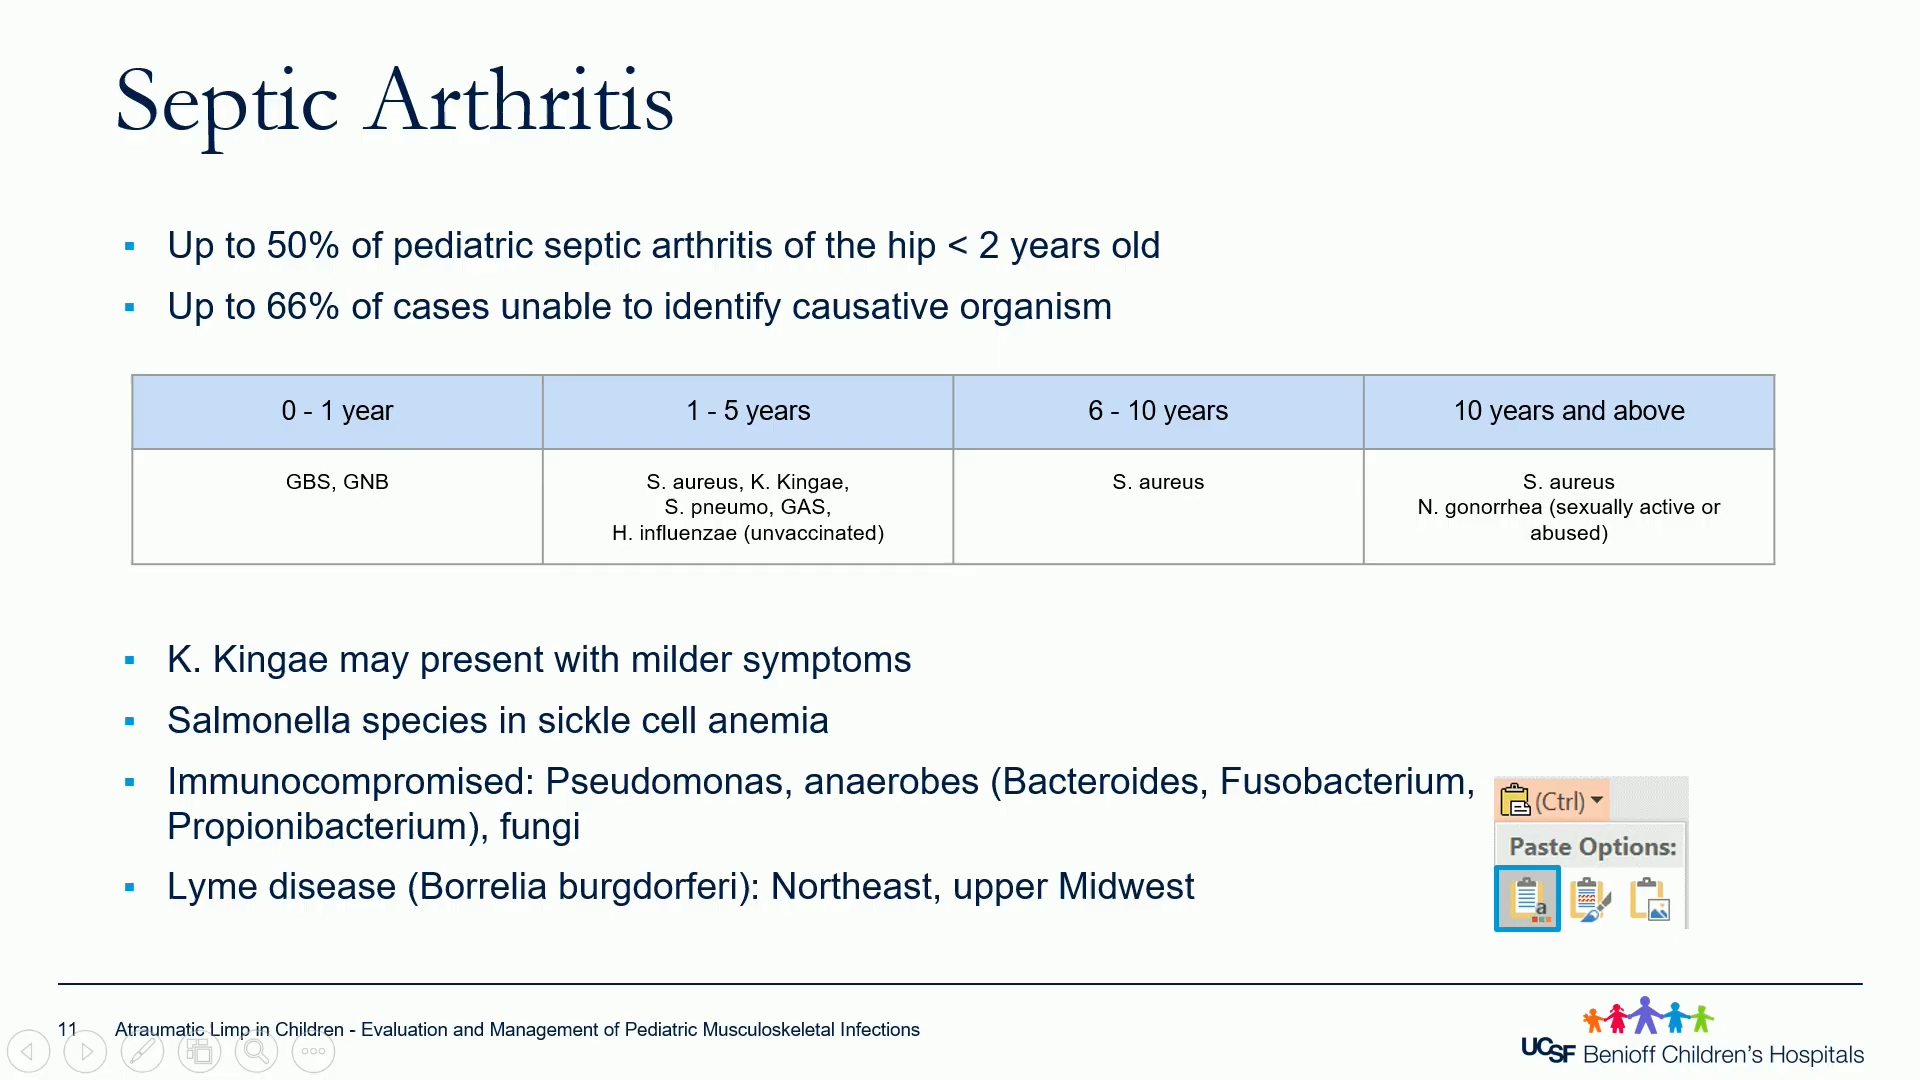 Septic Arthritis
▪ Up to 50% of pediatric septic arthritis of the hip < 2 years old
▪ Up to 66% of cases unable to identify causative organism
0 - 1 year
1 - 5 years
6 - 10 years
10 years and above
GBS, GNB
S. aureus, K. Kingae,
S. pneumo, GAS,
H. influenzae (unvaccinated)
S. aureus
S. aureus
N. gonorrhea (sexually active or
abused)
▪ K. Kingae may present with milder symptoms
▪ Salmonella species in sickle cell anemia
▪ Immunocompromised: Pseudomonas, anaerobes (Bacteroides, Fusobacterium,
Propionibacterium), fungi
▪ Lyme disease (Borrelia burgdorferi): Northeast, upper Midwest
(Ctrl)
Paste Options:
a
11 Atraumatic Limp in Children - Evaluation and Management of Pediatric Musculoskeletal Infections
UCSF Benioff Children's Hospitals